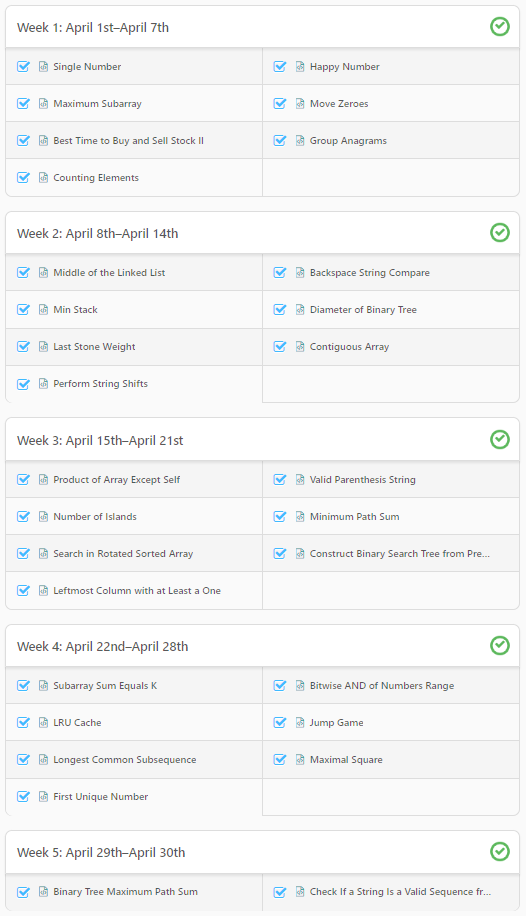 Week 1: April 1st–April 7th
Single Number
Happy Number
Maximum Subarray
Move Zeroes
Best Time to Buy and Sell Stock II
Group Anagrams
Counting Elements
Week 2: April 8th–April 14th
Middle of the Linked List
Backspace String Compare
Min Stack
Diameter of Binary Tree
Last Stone Weight
Contiguous Array
Perform String Shifts
Week 3: April 15th–April 21st
Product of Array Except Self
Valid Parenthesis String
Number of Islands
Minimum Path Sum
Search in Rotated Sorted Array
Construct Binary Search Tree from Pre...
Leftmost Column with at Least a One
Week 4: April 22nd–April 28th
Subarray Sum Equals K
Bitwise AND of Numbers Range
LRU Cache
Jump Game
Longest Common Subsequence
Maximal Square
First Unique Number
Week 5: April 29th–April 30th
Binary Tree Maximum Path Sum
Check If a String Is a Valid Sequence fr...